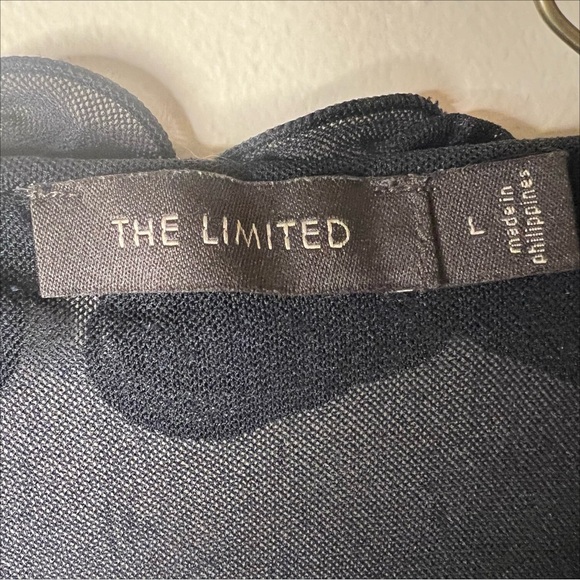 THE LIMITED
L
made in
philippines